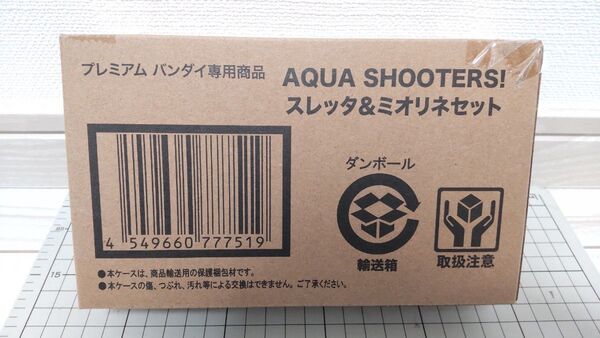 プレミアム バンダイ専用商品
AQUA SHOOTERS!
スレッタ&ミオリネセット
4 549660 777519
ダンボール
輸送箱
取扱注意
●本ケースは、商品輸送用の保護梱包材です。
●本ケースの傷、つぶれ、汚れ等による交換はできません。ご了承ください。
15